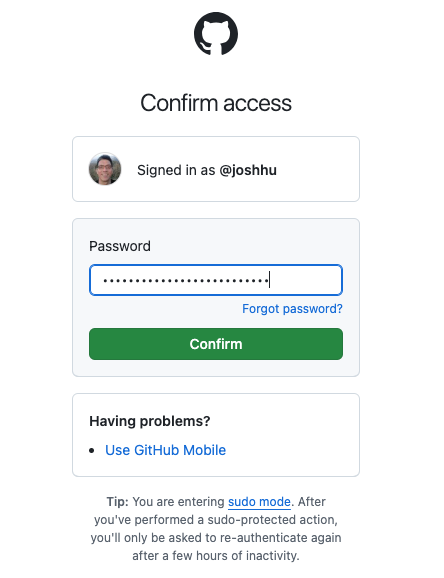 Confirm access
Signed in as @joshhu
Password
••••••••••••••••••••••••••
Forgot password?
Confirm
Having problems?
• Use GitHub Mobile
Tip: You are entering sudo mode. After
you've performed a sudo-protected action,
you'll only be asked to re-authenticate again
after a few hours of inactivity.